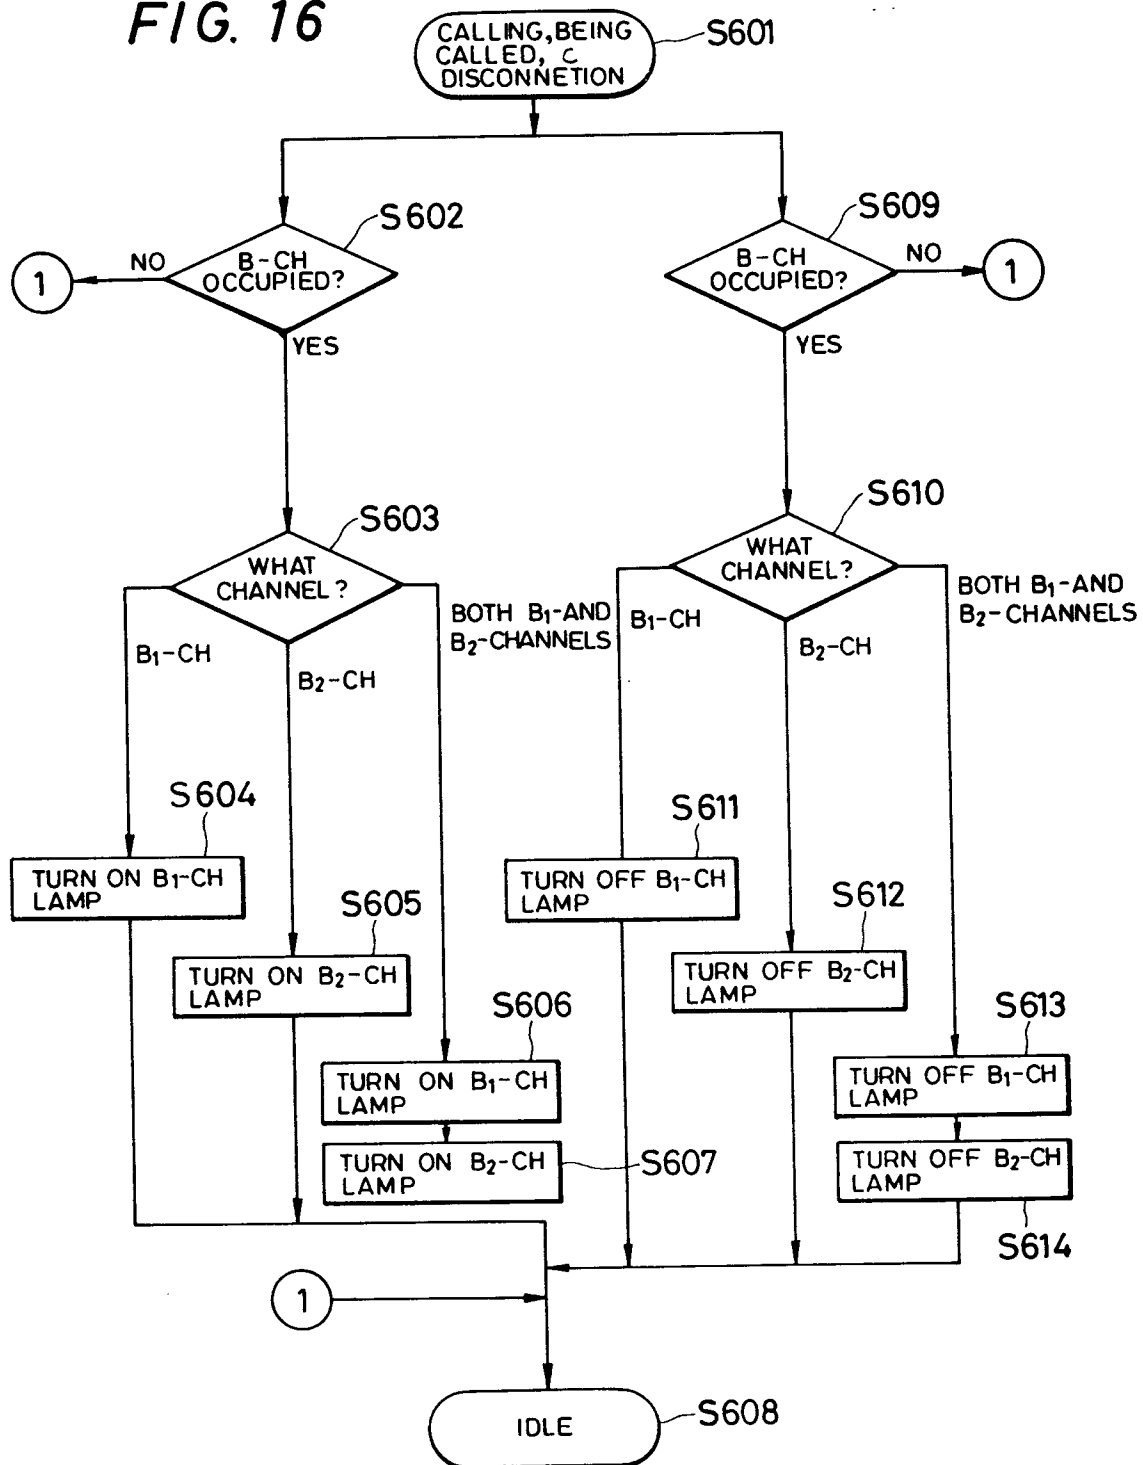 FIG. 16
CALLING, BEING
CALLED, C
DISCONNETION
S601
S602
B-CH
OCCUPIED?
NO
1
YES
S609
B-CH
OCCUPIED?
NO
1
YES
S603
WHAT
CHANNEL?
B1-CH
B2-CH
BOTH B1-AND
B2-CHANNELS
S610
WHAT
CHANNEL?
B1-CH
B2-CH
BOTH B1-AND
B2-CHANNELS
S604
TURN ON B1-CH
LAMP
S605
TURN ON B2-CH
LAMP
S606
TURN ON B1-CH
LAMP
TURN ON B2-CH
LAMP
S607
S611
TURN OFF B1-CH
LAMP
S612
TURN OFF B2-CH
LAMP
S613
TURN OFF B1-CH
LAMP
TURN OFF B2-CH
LAMP
S614
1
IDLE
S608